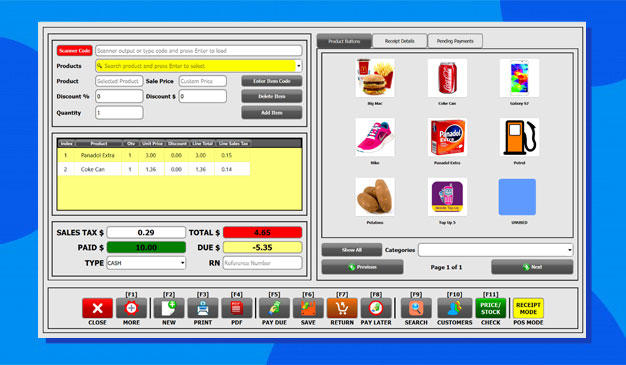 Scanner Code
Scanner output or type code and press Enter to load
Products
Search product and press Enter to select
Product
Selected Product
Sale Price
Custom Price
Enter Item Code
Discount %
0
Discount $
0
Delete Item
Quantity
1
Add Item
Index Product Qtv Unit Price Discount Line Total Line Sales Tax
1 Panadol Extra 1 3.00 0.00 3.00 0.15
2 Coke Can 1 1.36 0.00 1.36 0.14
SALES TAX $ 0.29 TOTAL $ 4.65
PAID $ 10.00 DUE $ -5.35
TYPE CASH RN Reference Number
Product Buttons
Receipt Details
Pending Payments
Big Mac
Coke Can
Galaxy S7
Nike
Panadol Extra
Petrol
Potatoes
Top Up 5
UNUSED
Show All
Categories
Previous
Page 1 of 1
Next
[F1] [F2] [F3] [F4] [F5] [F6] [F7] [F8] [F9] [F10] [F11]
PRICE/
STOCK
RECEIPT
MODE
CLOSE MORE NEW PRINT PDF PAY DUE SAVE RETURN PAY LATER SEARCH CUSTOMERS CHECK POS MODE